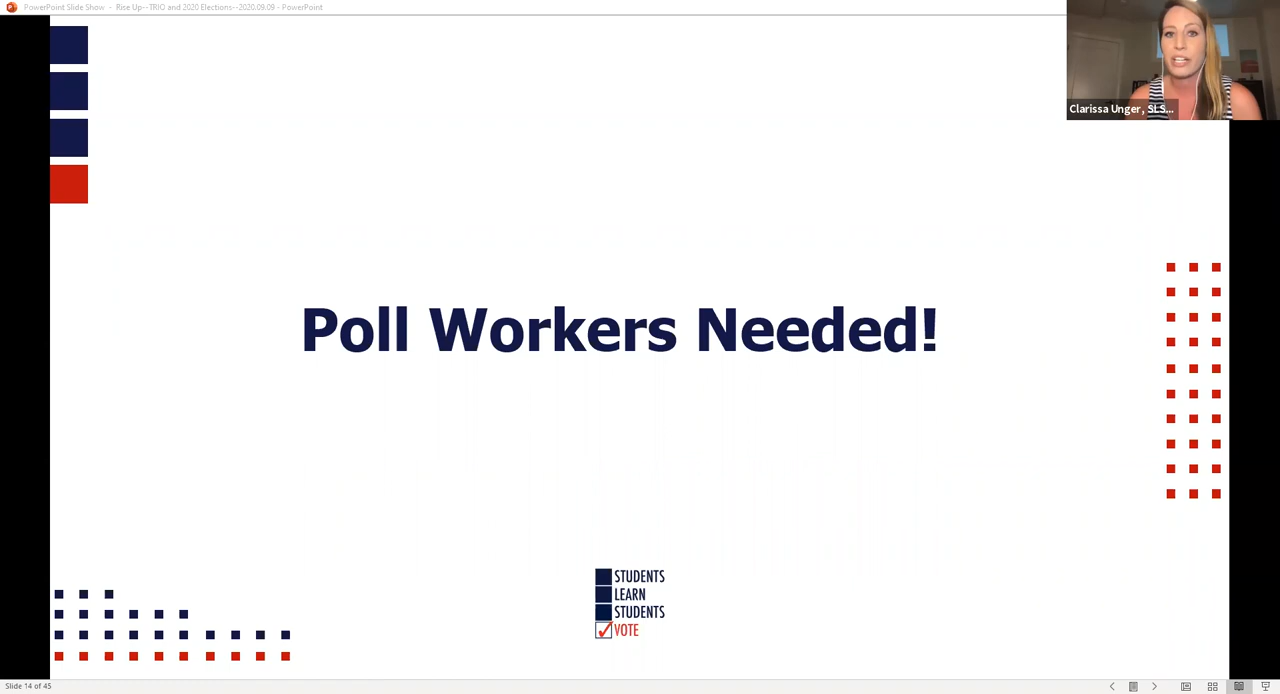 PowerPoint Slide Show - Rise Up--TRIO and 2020 Elections--2020.09.09 - PowerPoint
Clarissa Unger, SLS...
Poll Workers Needed!
STUDENTS
LEARN
STUDENTS
VOTE
Slide 14 of 45